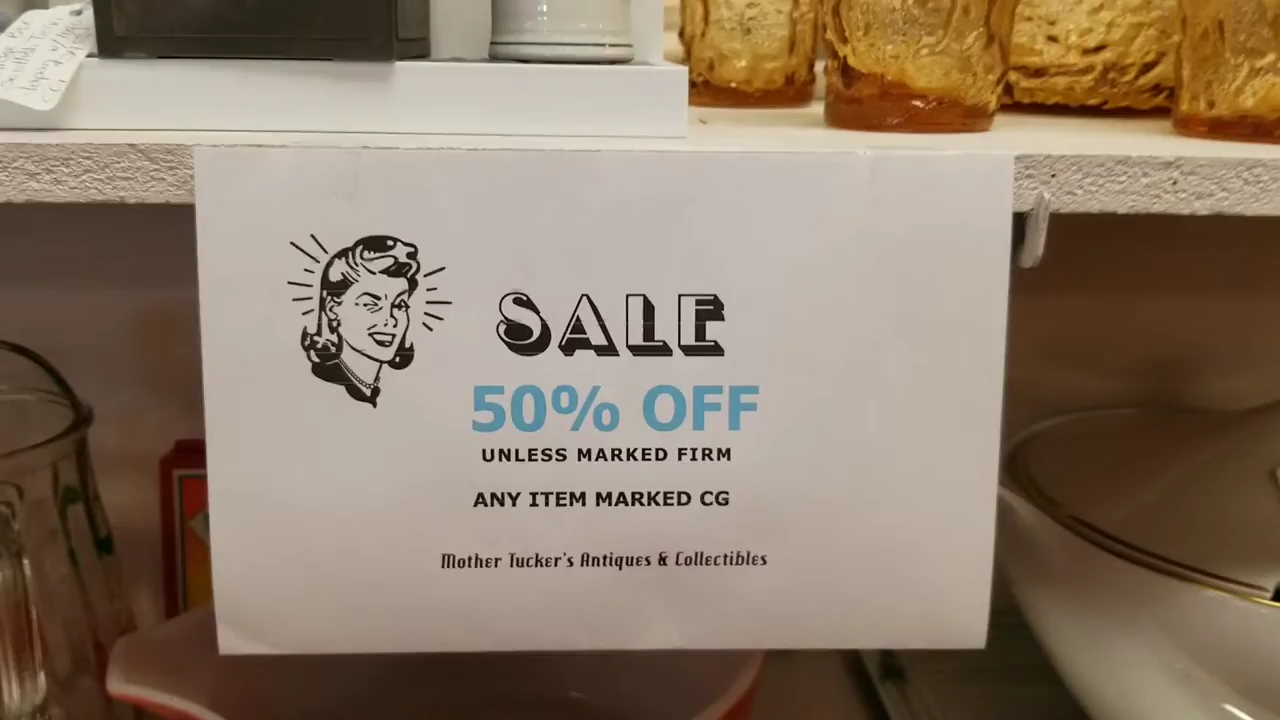 SALE
50% OFF
UNLESS MARKED FIRM
ANY ITEM MARKED CG
Mother Tucker's Antiques & Collectibles